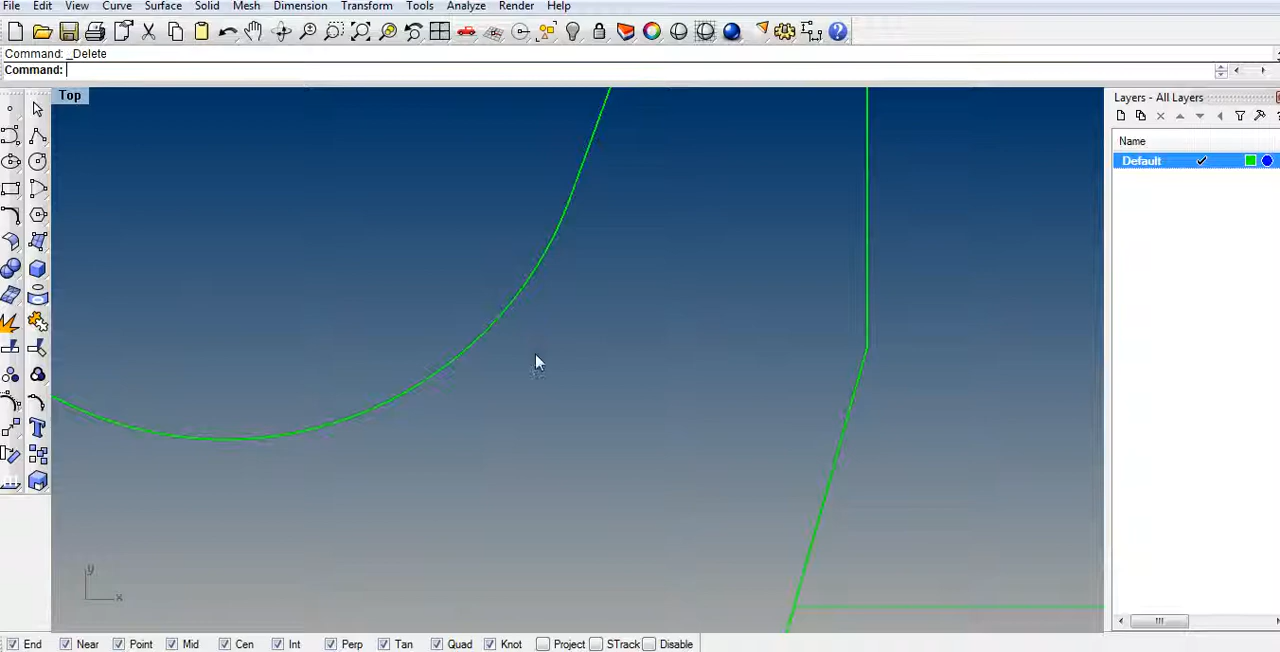 File Edit View Curve Surface Solid Mesh Dimension Transform Tools Analyze Render Help
Command: _Delete
Command:
Top
Layers - All Layers
Name
Default
y
x
End Near Point Mid Cen Int Perp Tan Quad Knot Project STrack Disable